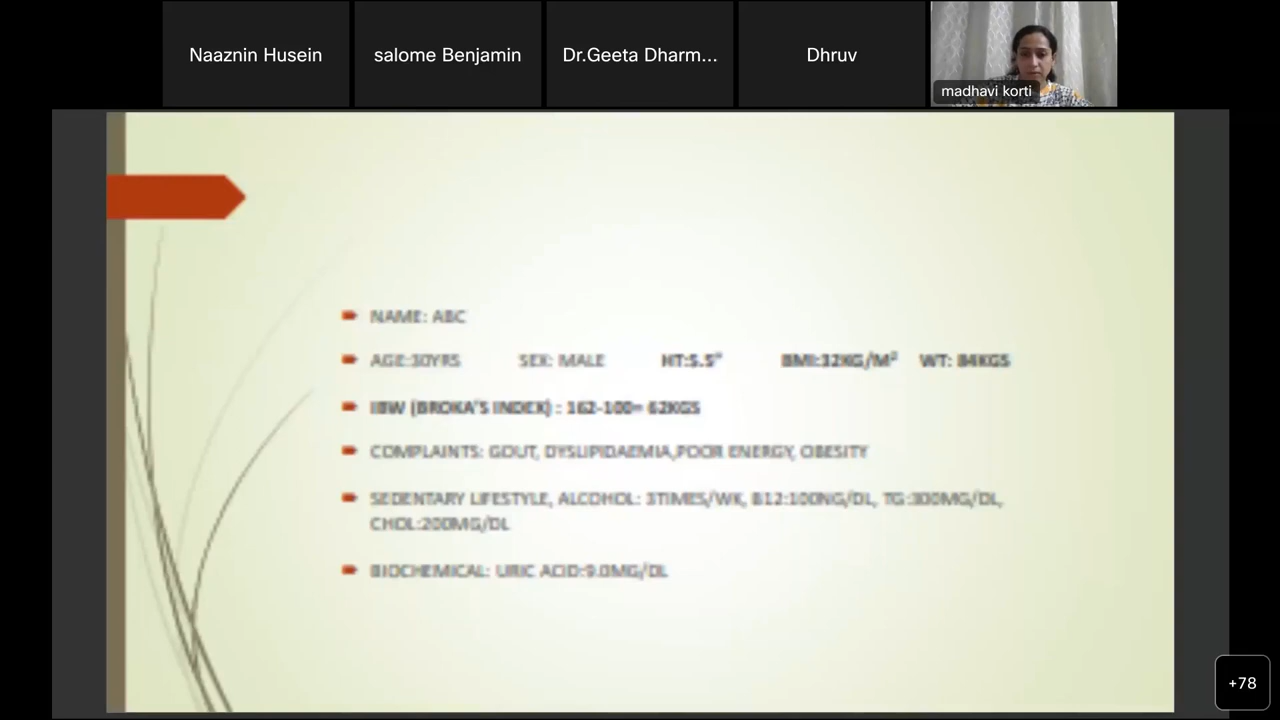 Naaznin Husein
salome Benjamin
Dr.Geeta Dharm...
Dhruv
madhavi korti
NAME: ABC
AGE:30YRS SEX: MALE HT:5.5" BMI:32KG/M² WT: 84KGS
IBW (BROKA'S INDEX) : 162-100= 62KGS
COMPLAINTS: GOUT, DYSLIPIDAEMIA,POOR ENERGY, OBESITY
SEDENTARY LIFESTYLE, ALCOHOL: 3TIMES/WK, B12:100NG/DL, TG:300MG/DL,
CHOL:200MG/DL
BIOCHEMICAL: URIC ACID:9.0MG/DL
+78